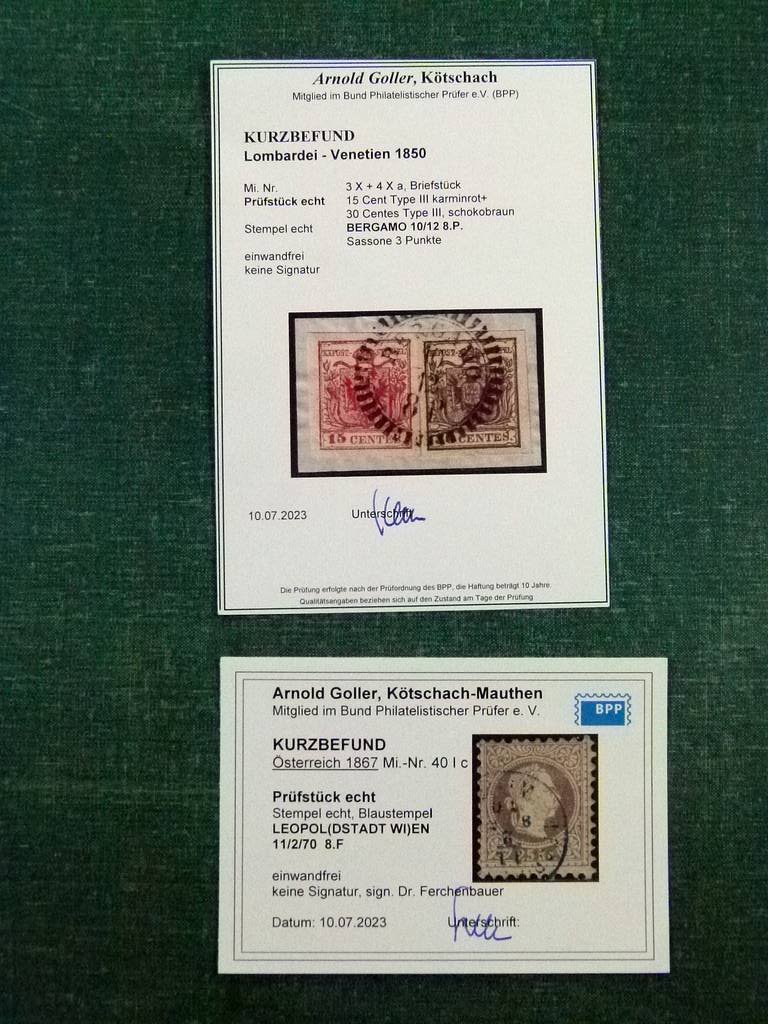 Arnold Goller, Kötschach
Mitglied im Bund Philatelistischer Prüfer e.V. (BPP)
KURZBEFUND
Lombardei - Venetien 1850
Mi. Nr. 3 X + 4 X a, Briefstück
Prüfstück echt 15 Cent Type III karminrot+
30 Centes Type III, schokobraun
Stempel echt BERGAMO 10/12 8.P.
Sassone 3 Punkte
einwandfrei
keine Signatur
15 CENTES
CENTES.
10.07.2023 Unterschrift
Die Prüfung erfolgte nach der Prüfordnung des BPP, die Haftung beträgt 10 Jahre.
Qualitätsangaben beziehen sich auf den Zustand am Tage der Prüfung
Arnold Goller, Kötschach-Mauthen
Mitglied im Bund Philatelistischer Prüfer e. V.
BPP
KURZBEFUND
Österreich 1867 Mi.-Nr. 40 I c
Prüfstück echt
Stempel echt, Blaustempel
LEOPOL(DSTADT WI)EN
11/2/70 8.F
einwandfrei
keine Signatur, sign. Dr. Ferchenbauer
Datum: 10.07.2023 Unterschrift: